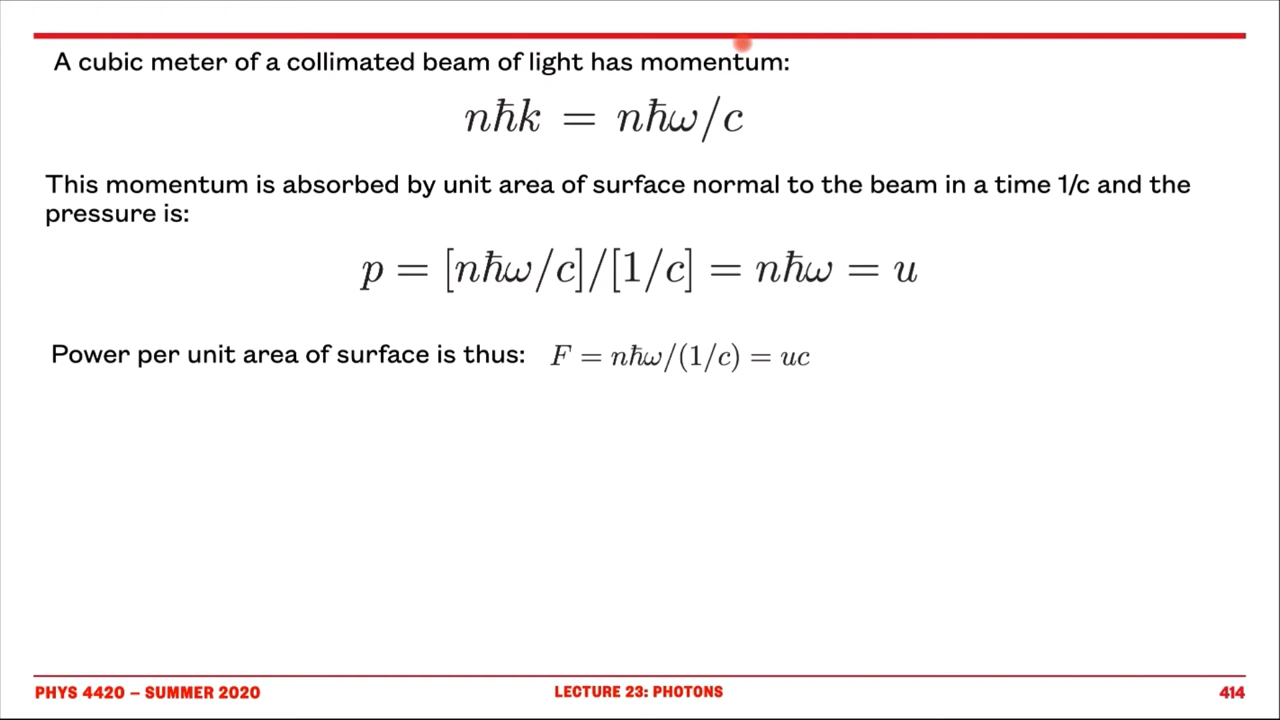 A cubic meter of a collimated beam of light has momentum:
nħk = nħω/c
This momentum is absorbed by unit area of surface normal to the beam in a time 1/c and the
pressure is:
p = [nħω/c]/[1/c] = nħω = u
Power per unit area of surface is thus: F = nħω/(1/c) = uc
PHYS 4420 – SUMMER 2020 LECTURE 23: PHOTONS 414